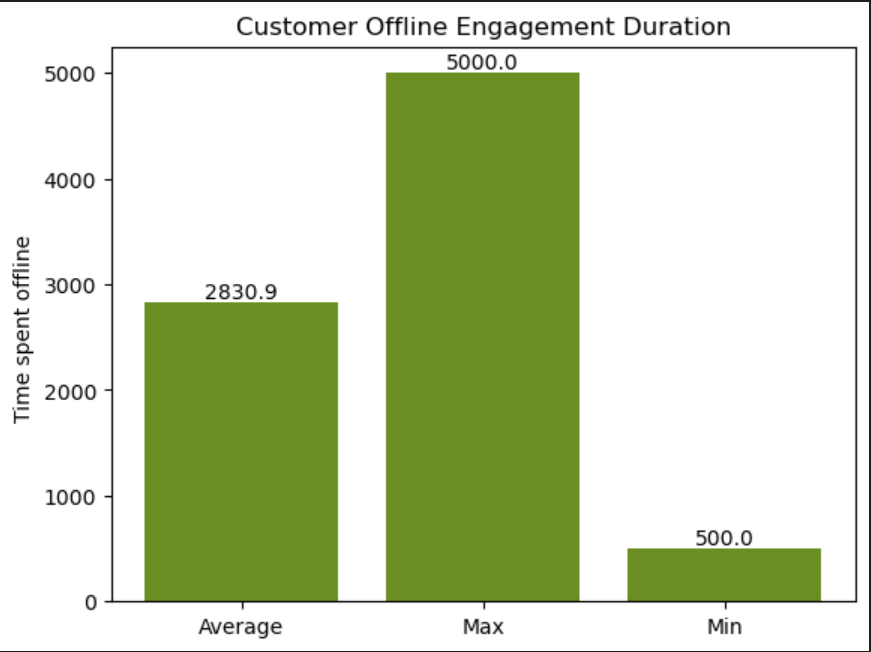 Customer Offline Engagement Duration
Time spent offline
5000
4000
3000
2000
1000
0
2830.9
5000.0
500.0
Average
Max
Min